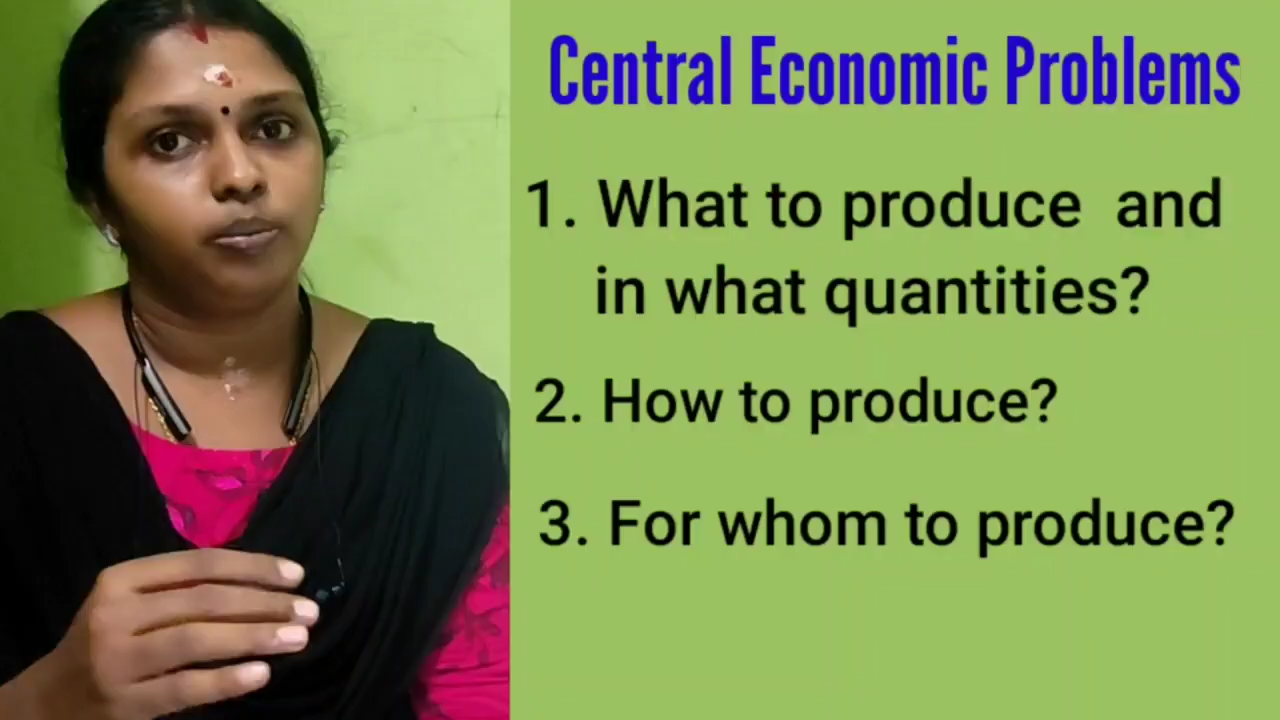 Central Economic Problems
1. What to produce and
in what quantities?
2. How to produce?
3. For whom to produce?